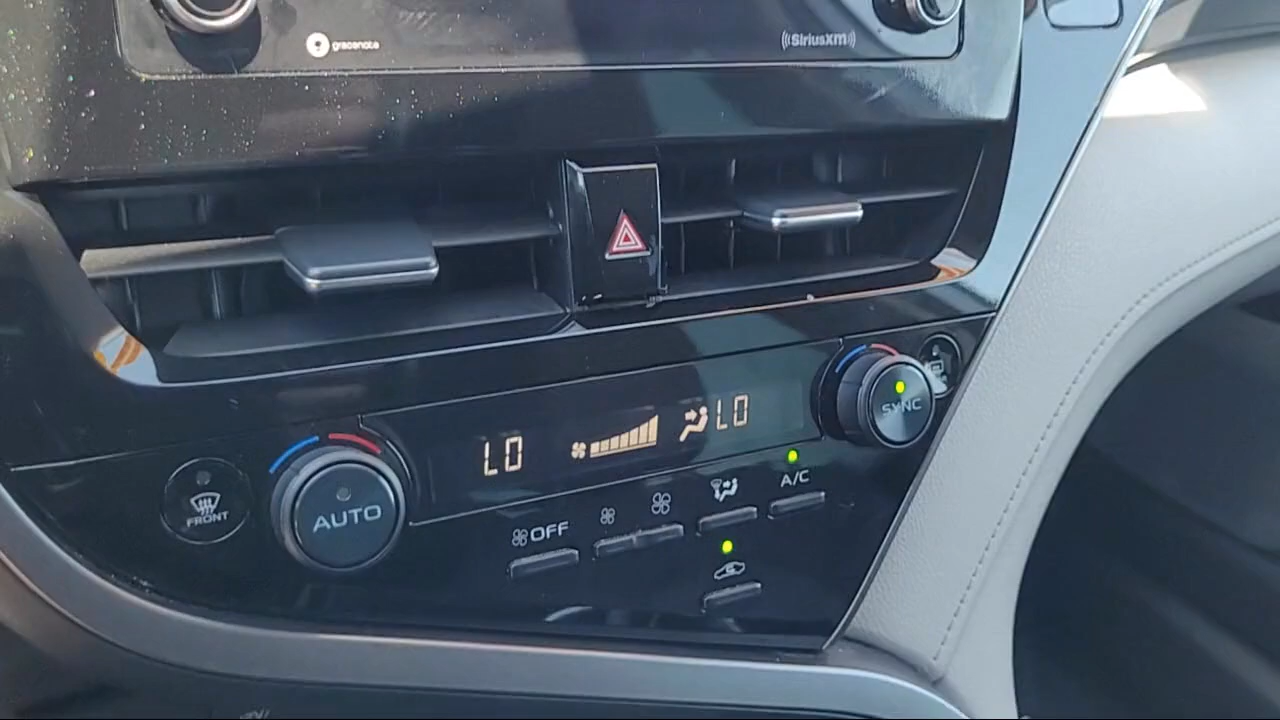 gracenote
SiriusXM
LO
LO
SYNC
A/C
FRONT
AUTO
OFF